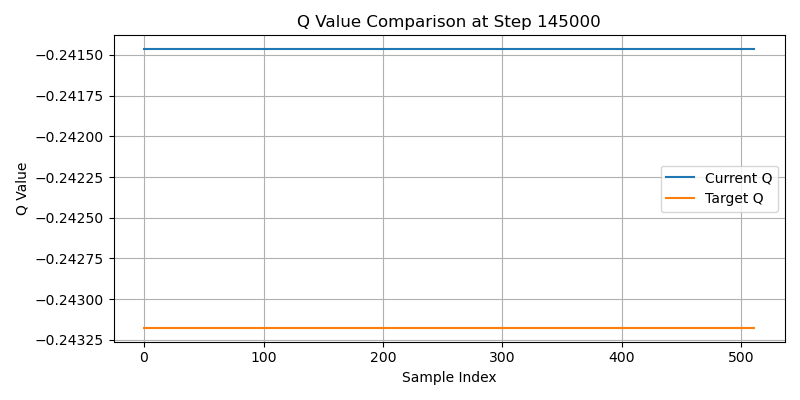 Q Value Comparison at Step 145000
−0.24150
−0.24175
−0.24200
−0.24225
−0.24250
−0.24275
−0.24300
−0.24325
Q Value
Current Q
Target Q
0 100 200 300 400 500
Sample Index